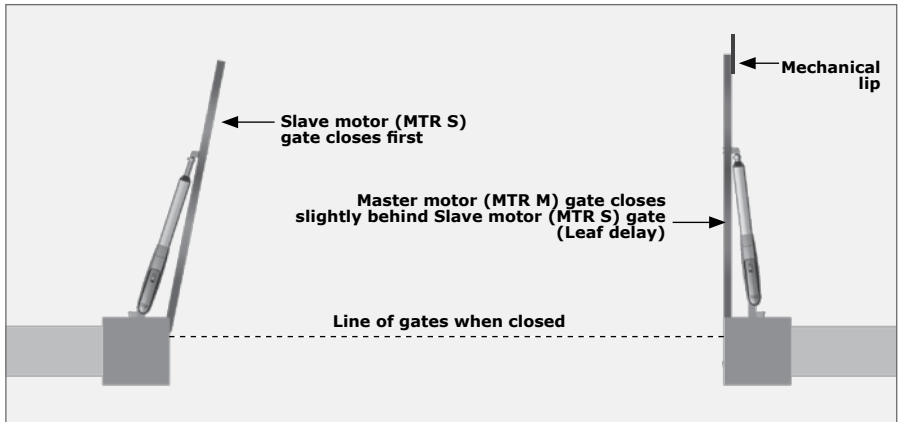 Mechanical
lip
Slave motor (MTR S)
gate closes first
Master motor (MTR M) gate closes
slightly behind Slave motor (MTR S) gate
(Leaf delay)
Line of gates when closed